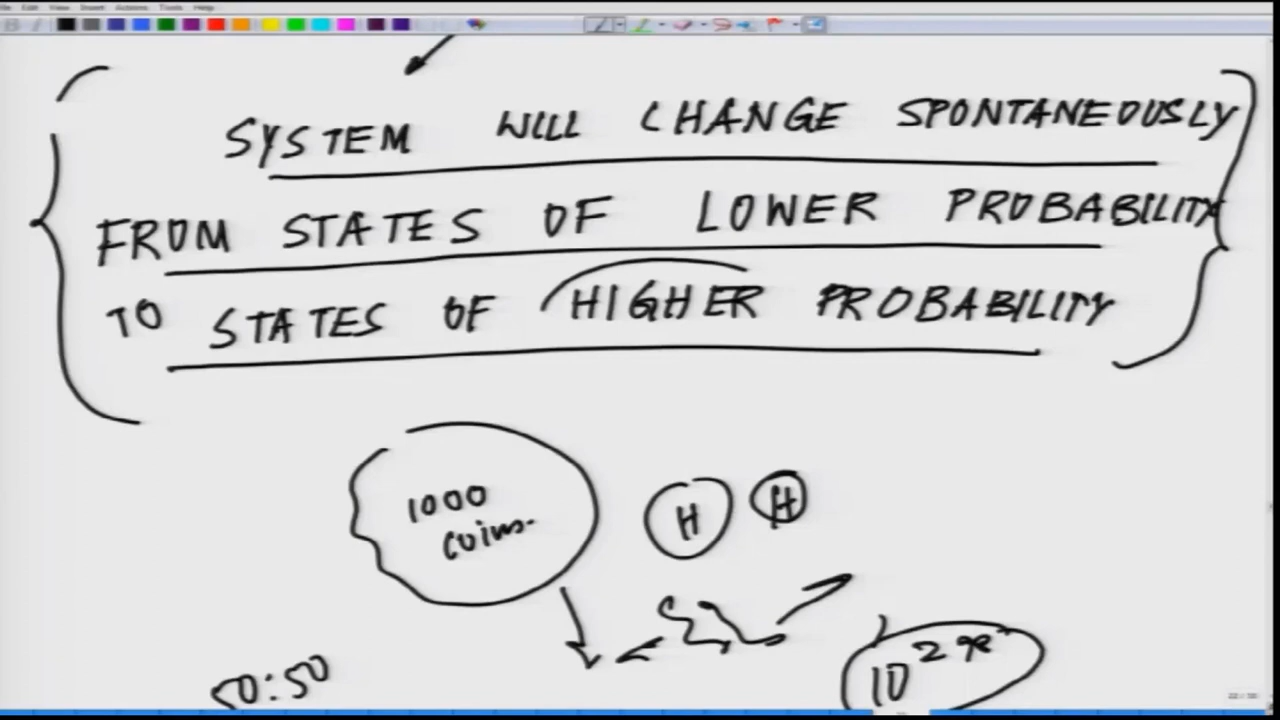 SYSTEM WILL CHANGE SPONTANEOUSLY
FROM STATES OF LOWER PROBABILITY
TO STATES OF HIGHER PROBABILITY
1000
coins.
H H
50:50